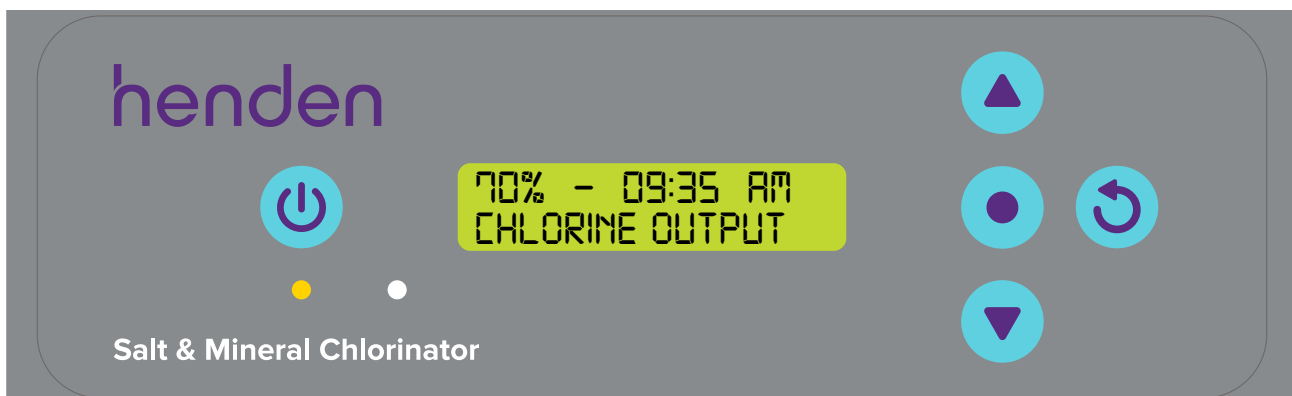 henden
70% - 09:35 AM
CHLORINE OUTPUT
Salt & Mineral Chlorinator